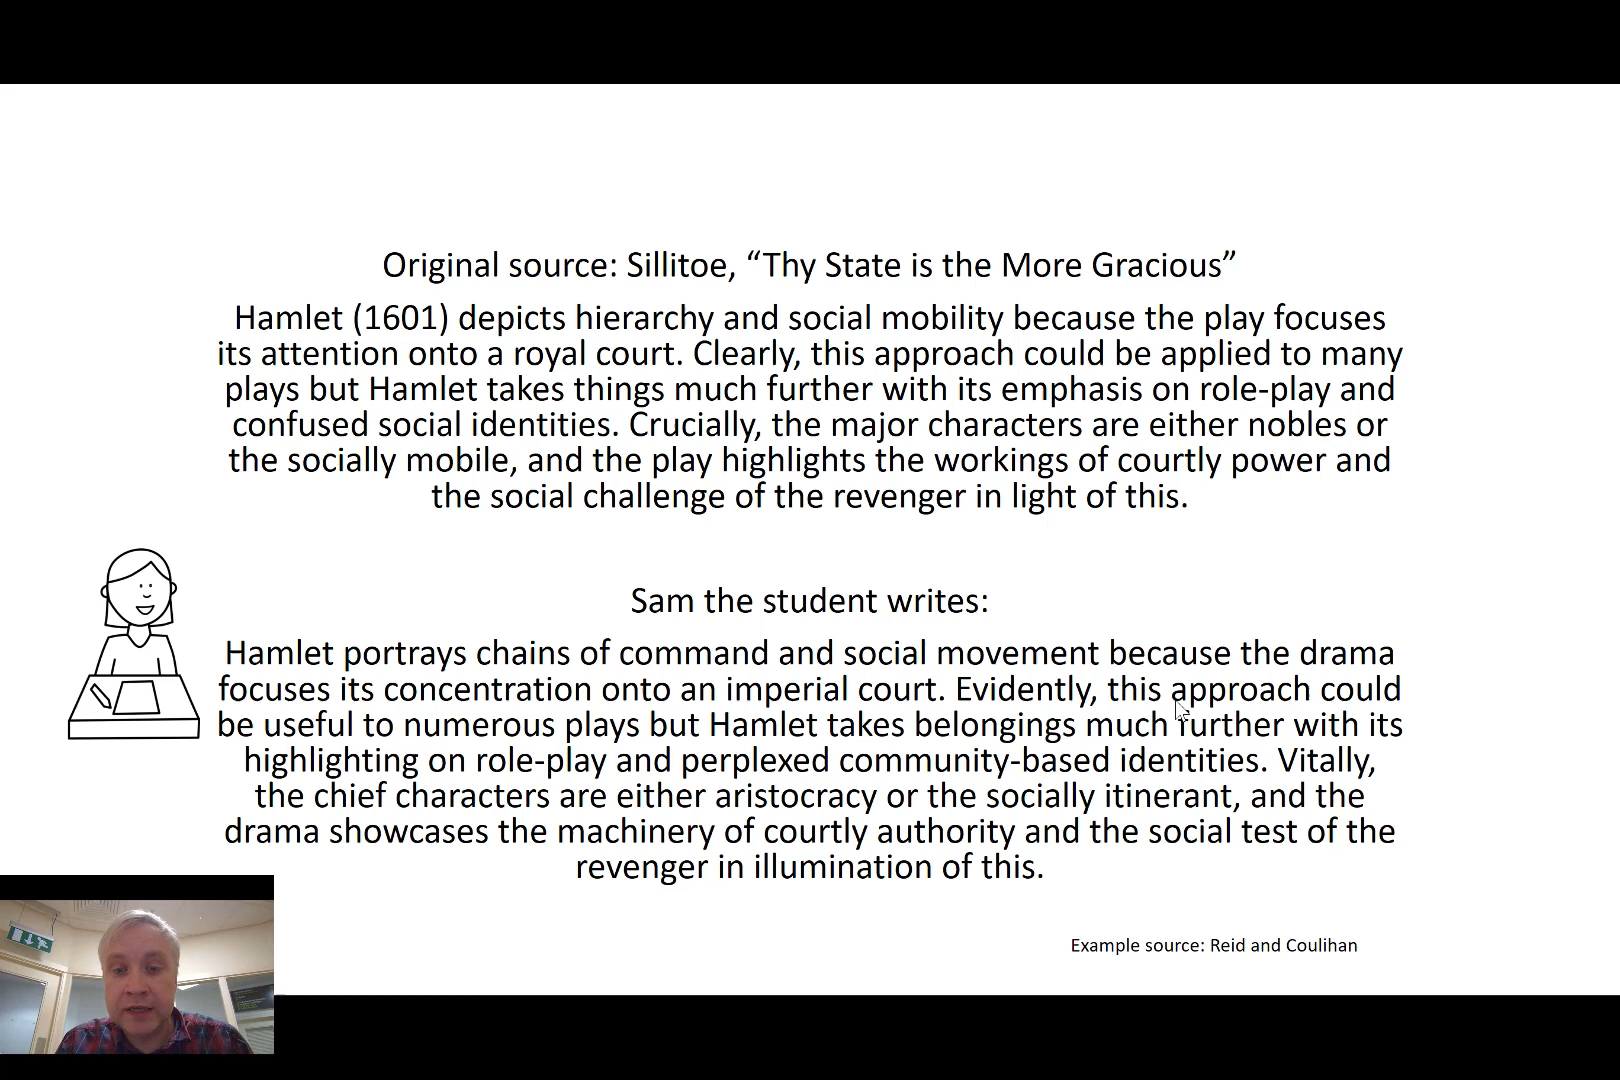 Original source: Sillitoe, “Thy State is the More Gracious”
Hamlet (1601) depicts hierarchy and social mobility because the play focuses
its attention onto a royal court. Clearly, this approach could be applied to many
plays but Hamlet takes things much further with its emphasis on role-play and
confused social identities. Crucially, the major characters are either nobles or
the socially mobile, and the play highlights the workings of courtly power and
the social challenge of the revenger in light of this.
Sam the student writes:
Hamlet portrays chains of command and social movement because the drama
focuses its concentration onto an imperial court. Evidently, this approach could
be useful to numerous plays but Hamlet takes belongings much further with its
highlighting on role-play and perplexed community-based identities. Vitally,
the chief characters are either aristocracy or the socially itinerant, and the
drama showcases the machinery of courtly authority and the social test of the
revenger in illumination of this.
Example source: Reid and Coulihan